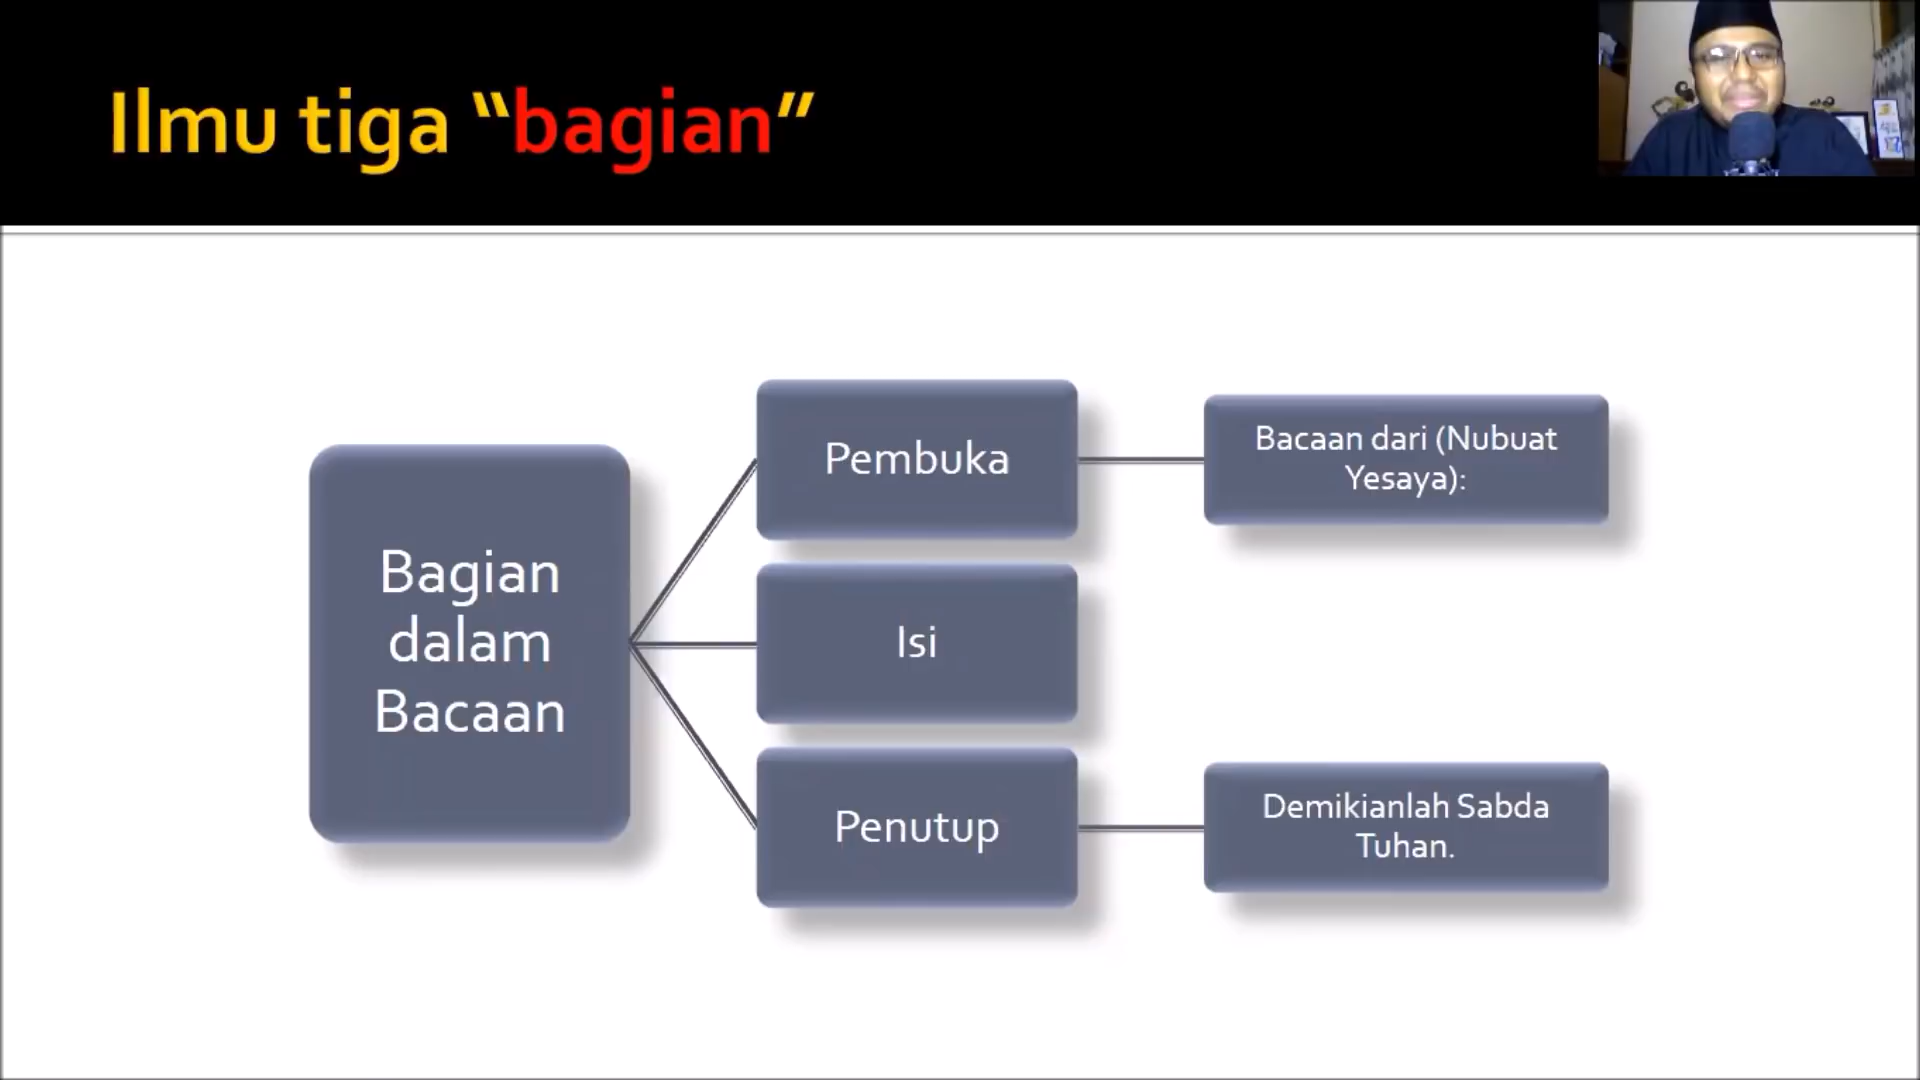 Ilmu tiga “bagian”
Bagian
dalam
Bacaan
Pembuka
Bacaan dari (Nubuat
Yesaya):
Isi
Penutup
Demikianlah Sabda
Tuhan.